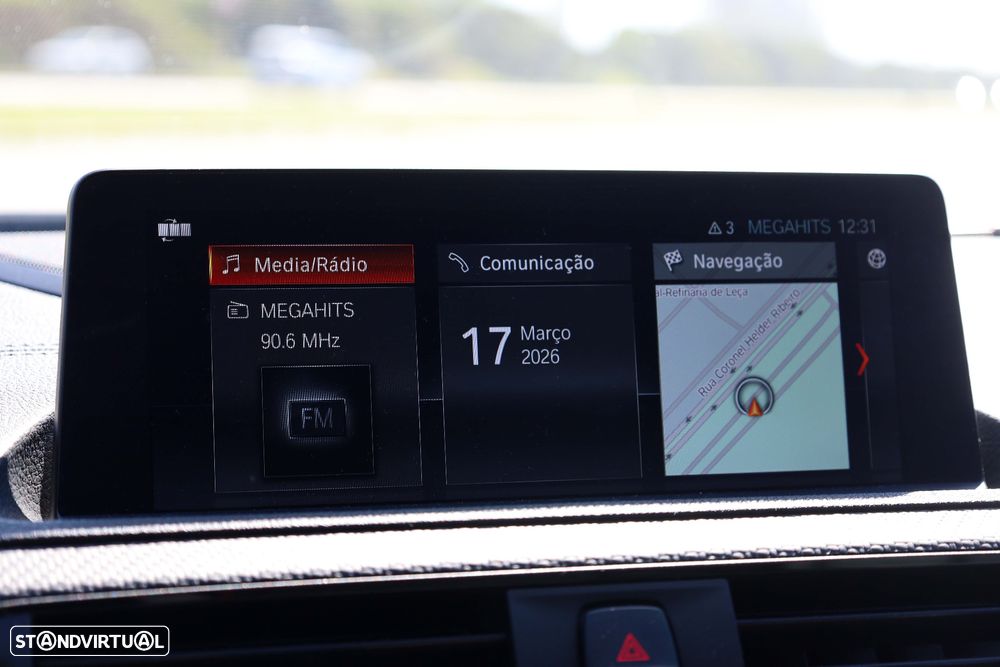 3 MEGAHITS 12:31
Media/Rádio
Comunicação
Navegação
MEGAHITS
90.6 MHz
FM
17
Março
2026
al-Refinaria de Leça
Rua Coronel Helder Ribeiro
STANDVIRTUAL